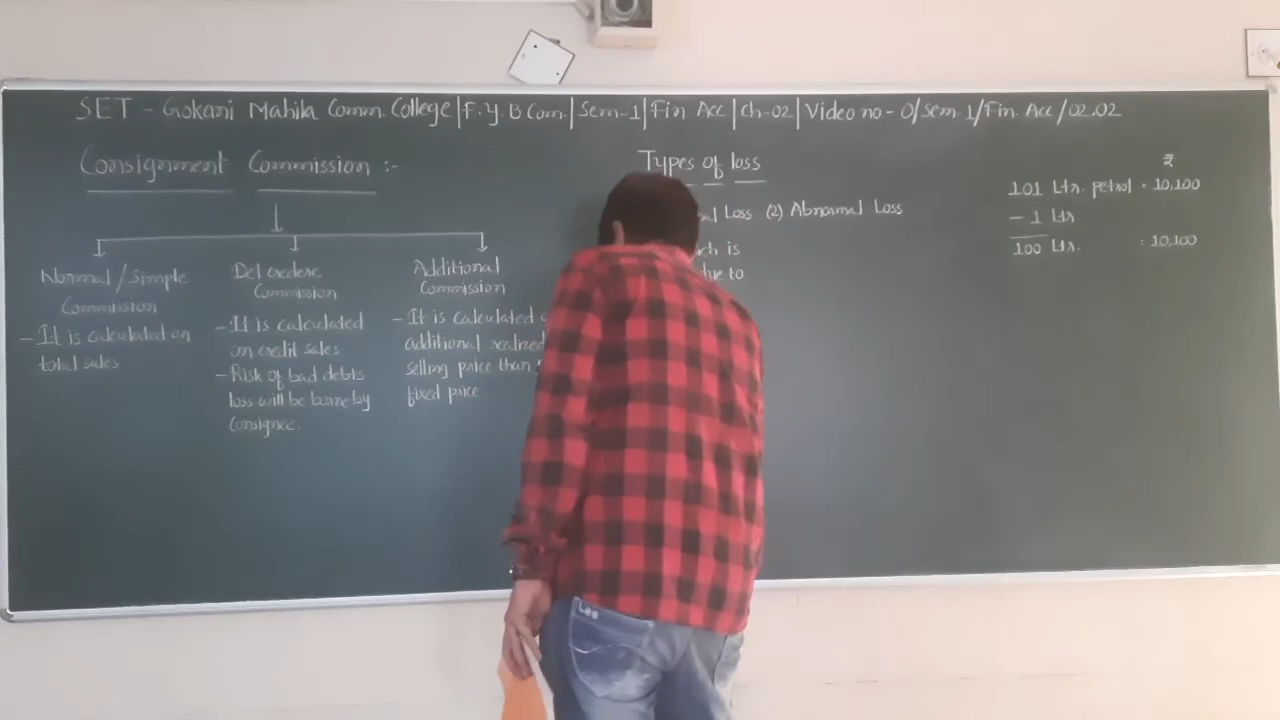 SET - Gokani Mahila Comm. College | F. Y. B Com. | Sem-1 | Fin Acc | Ch-02 | Video no - 0/Sem-1/Fin. Acc/02.02
Consignment Commission :-
Normal/Simple
Commission
- It is calculated on
total sales
Del credere
Commission
- It is calculated
on credit sales
- Risk of bad debts
loss will be borne by
Consignee.
Additional
Commission
- It is calculated
additional realized
selling price than
fixed price
Types of loss
Loss (2) Abnormal Loss
is
to
₹
101 Ltr. petrol = 10,100
- 1 Ltr
100 Ltr. = 10,100
Lee